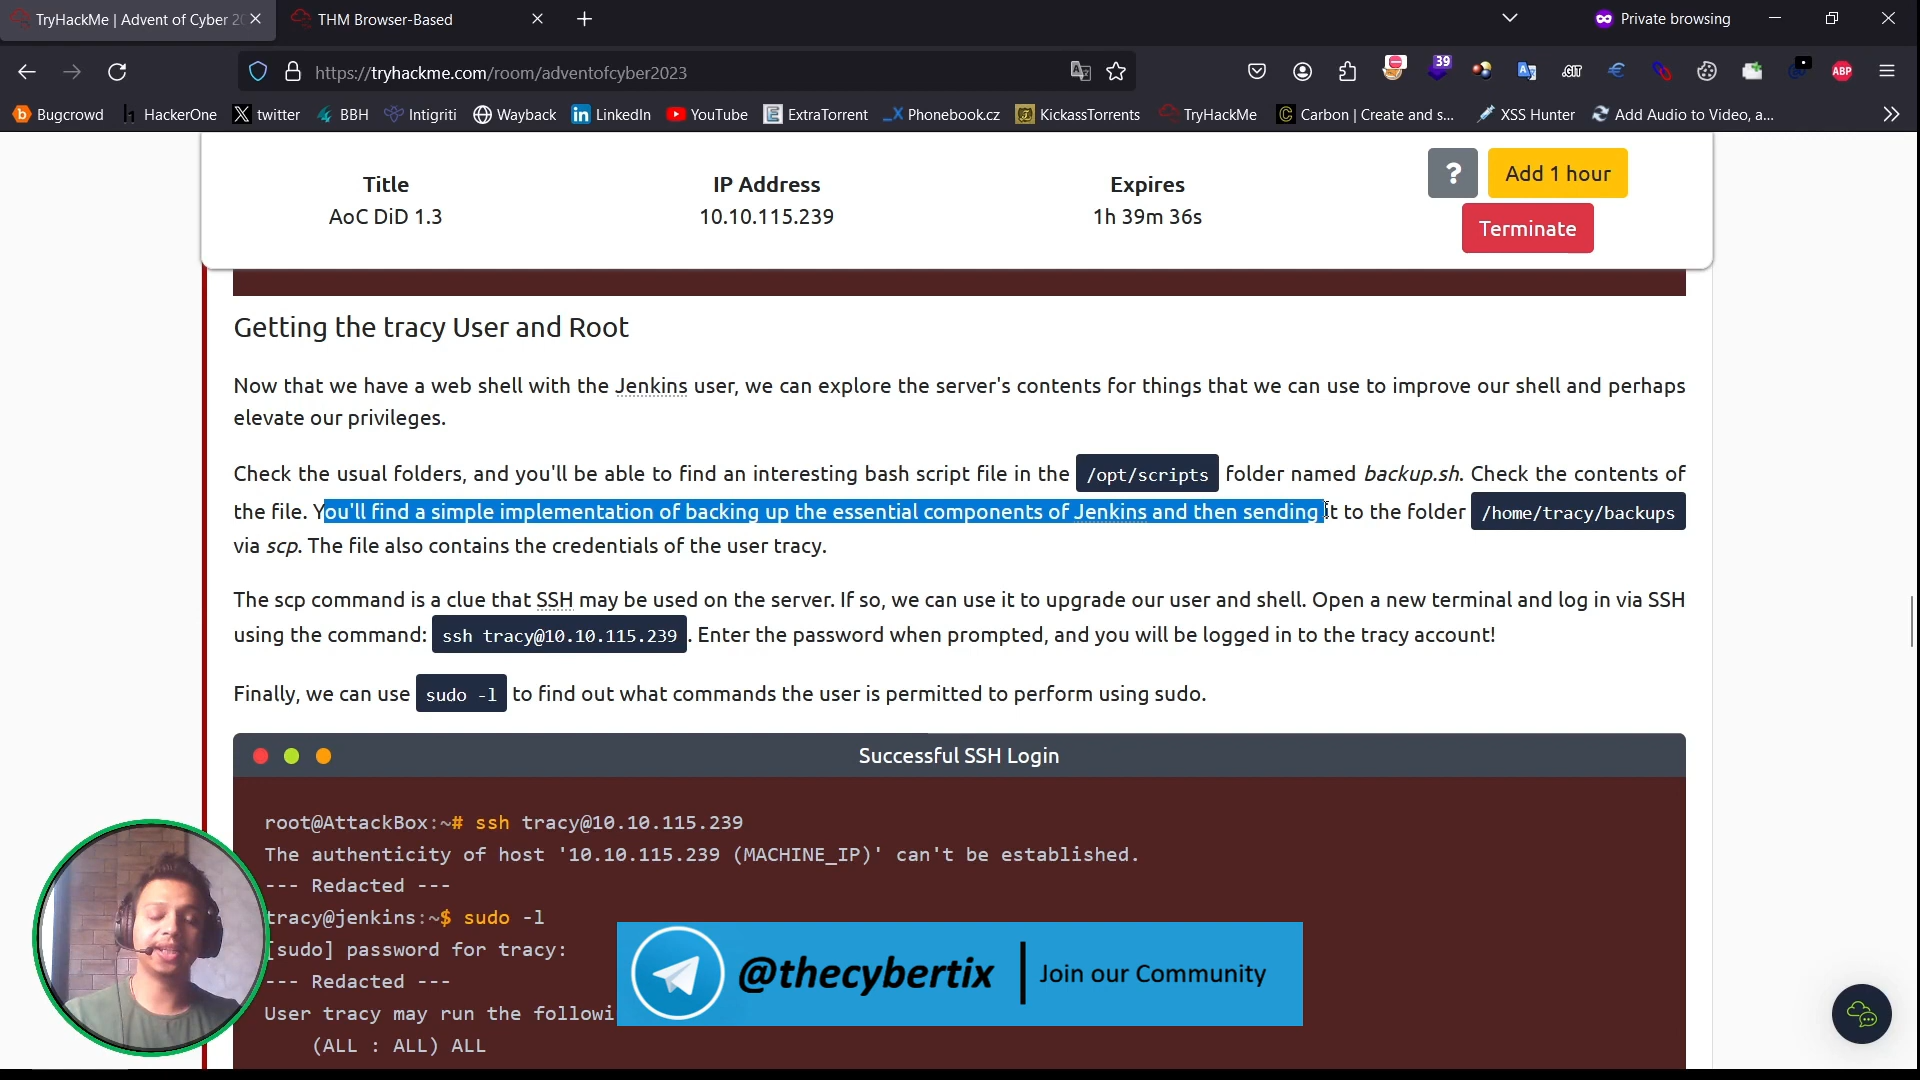 TryHackMe | Advent of Cyber 20
THM Browser-Based
Private browsing
https://tryhackme.com/room/adventofcyber2023
39
.GIT
ABP
Bugcrowd
HackerOne
twitter
BBH
Intigriti
Wayback
LinkedIn
YouTube
ExtraTorrent
Phonebook.cz
KickassTorrents
TryHackMe
Carbon | Create and s...
XSS Hunter
Add Audio to Video, a...
Title
AoC DiD 1.3
IP Address
10.10.115.239
Expires
1h 39m 36s
?
Add 1 hour
Terminate
Getting the tracy User and Root
Now that we have a web shell with the Jenkins user, we can explore the server's contents for things that we can use to improve our shell and perhaps
elevate our privileges.
Check the usual folders, and you'll be able to find an interesting bash script file in the /opt/scripts folder named backup.sh. Check the contents of
the file. You'll find a simple implementation of backing up the essential components of Jenkins and then sending it to the folder /home/tracy/backups
via scp. The file also contains the credentials of the user tracy.
The scp command is a clue that SSH may be used on the server. If so, we can use it to upgrade our user and shell. Open a new terminal and log in via SSH
using the command: ssh tracy@10.10.115.239. Enter the password when prompted, and you will be logged in to the tracy account!
Finally, we can use sudo -l to find out what commands the user is permitted to perform using sudo.
Successful SSH Login
root@AttackBox:~# ssh tracy@10.10.115.239
The authenticity of host '10.10.115.239 (MACHINE_IP)' can't be established.
--- Redacted ---
tracy@jenkins:~$ sudo -l
[sudo] password for tracy:
--- Redacted ---
User tracy may run the followi
(ALL : ALL) ALL
@thecybertix | Join our Community